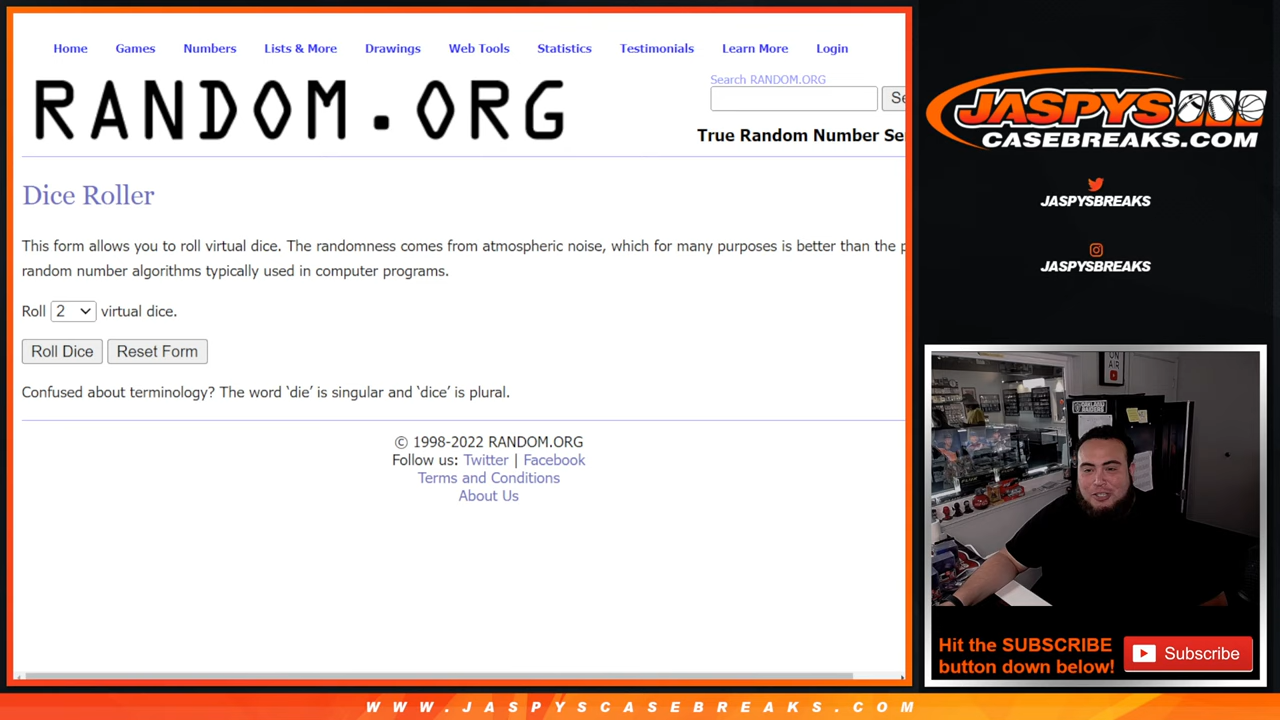 Home Games Numbers Lists & More Drawings Web Tools Statistics Testimonials Learn More Login
RANDOM.ORG
Search RANDOM.ORG
Se
True Random Number Se
Dice Roller
This form allows you to roll virtual dice. The randomness comes from atmospheric noise, which for many purposes is better than the p
random number algorithms typically used in computer programs.
Roll 2 virtual dice.
Roll Dice Reset Form
Confused about terminology? The word ‘die’ is singular and ‘dice’ is plural.
© 1998-2022 RANDOM.ORG
Follow us: Twitter | Facebook
Terms and Conditions
About Us
JASPYS
CASEBREAKS.COM
JASPYSBREAKS
JASPYSBREAKS
ON
AIR
Hit the SUBSCRIBE
button down below!
Subscribe
WWW.JASPYSCASEBREAKS.COM